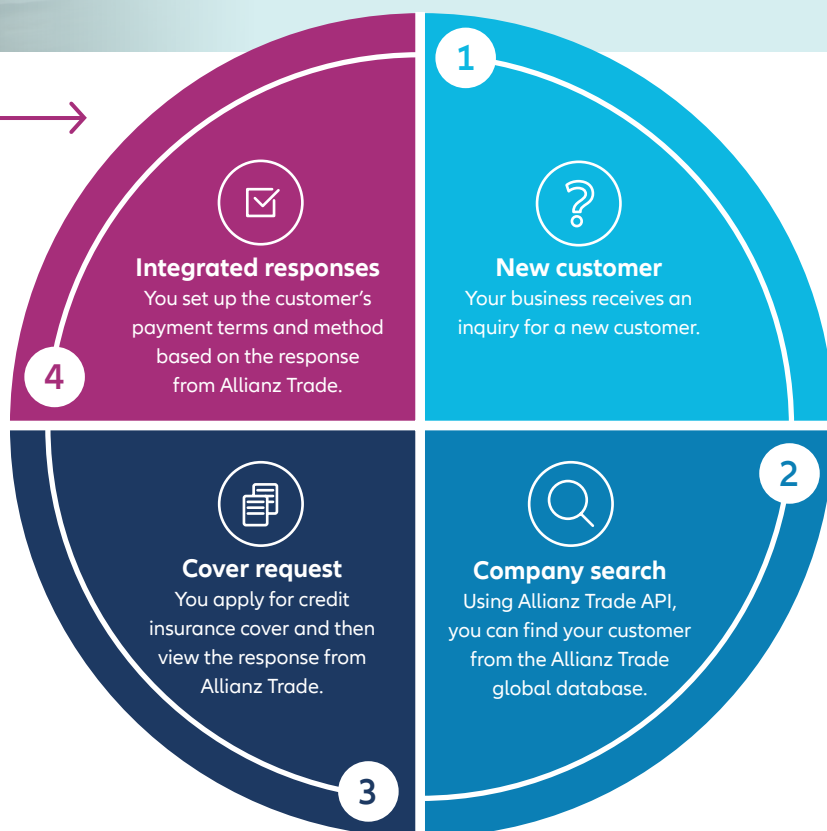 1
New customer
Your business receives an
inquiry for a new customer.
2
Company search
Using Allianz Trade API,
you can find your customer
from the Allianz Trade
global database.
3
Cover request
You apply for credit
insurance cover and then
view the response from
Allianz Trade.
4
Integrated responses
You set up the customer’s
payment terms and method
based on the response
from Allianz Trade.